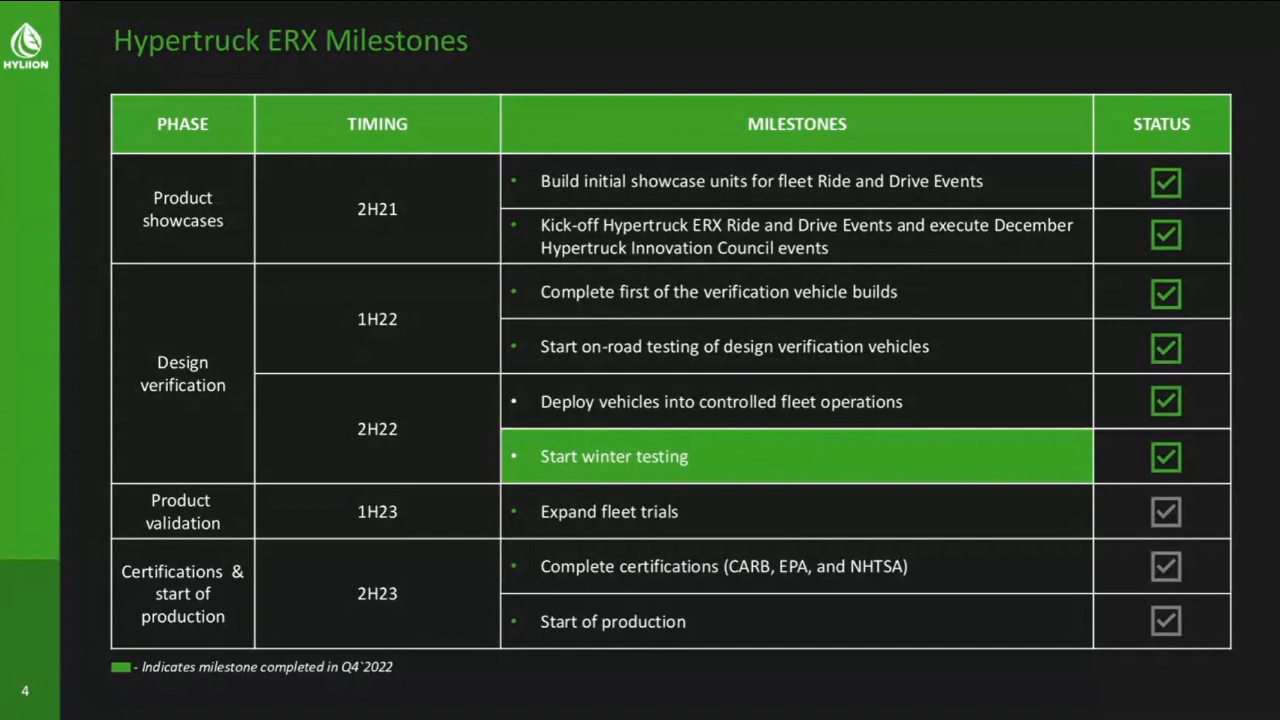 HYLIION
Hypertruck ERX Milestones
PHASE
TIMING
MILESTONES
STATUS
Product
showcases
2H21
• Build initial showcase units for fleet Ride and Drive Events
• Kick-off Hypertruck ERX Ride and Drive Events and execute December
Hypertruck Innovation Council events
Design
verification
1H22
• Complete first of the verification vehicle builds
• Start on-road testing of design verification vehicles
2H22
• Deploy vehicles into controlled fleet operations
• Start winter testing
Product
validation
1H23
• Expand fleet trials
Certifications &
start of
production
2H23
• Complete certifications (CARB, EPA, and NHTSA)
• Start of production
- Indicates milestone completed in Q4`2022
4